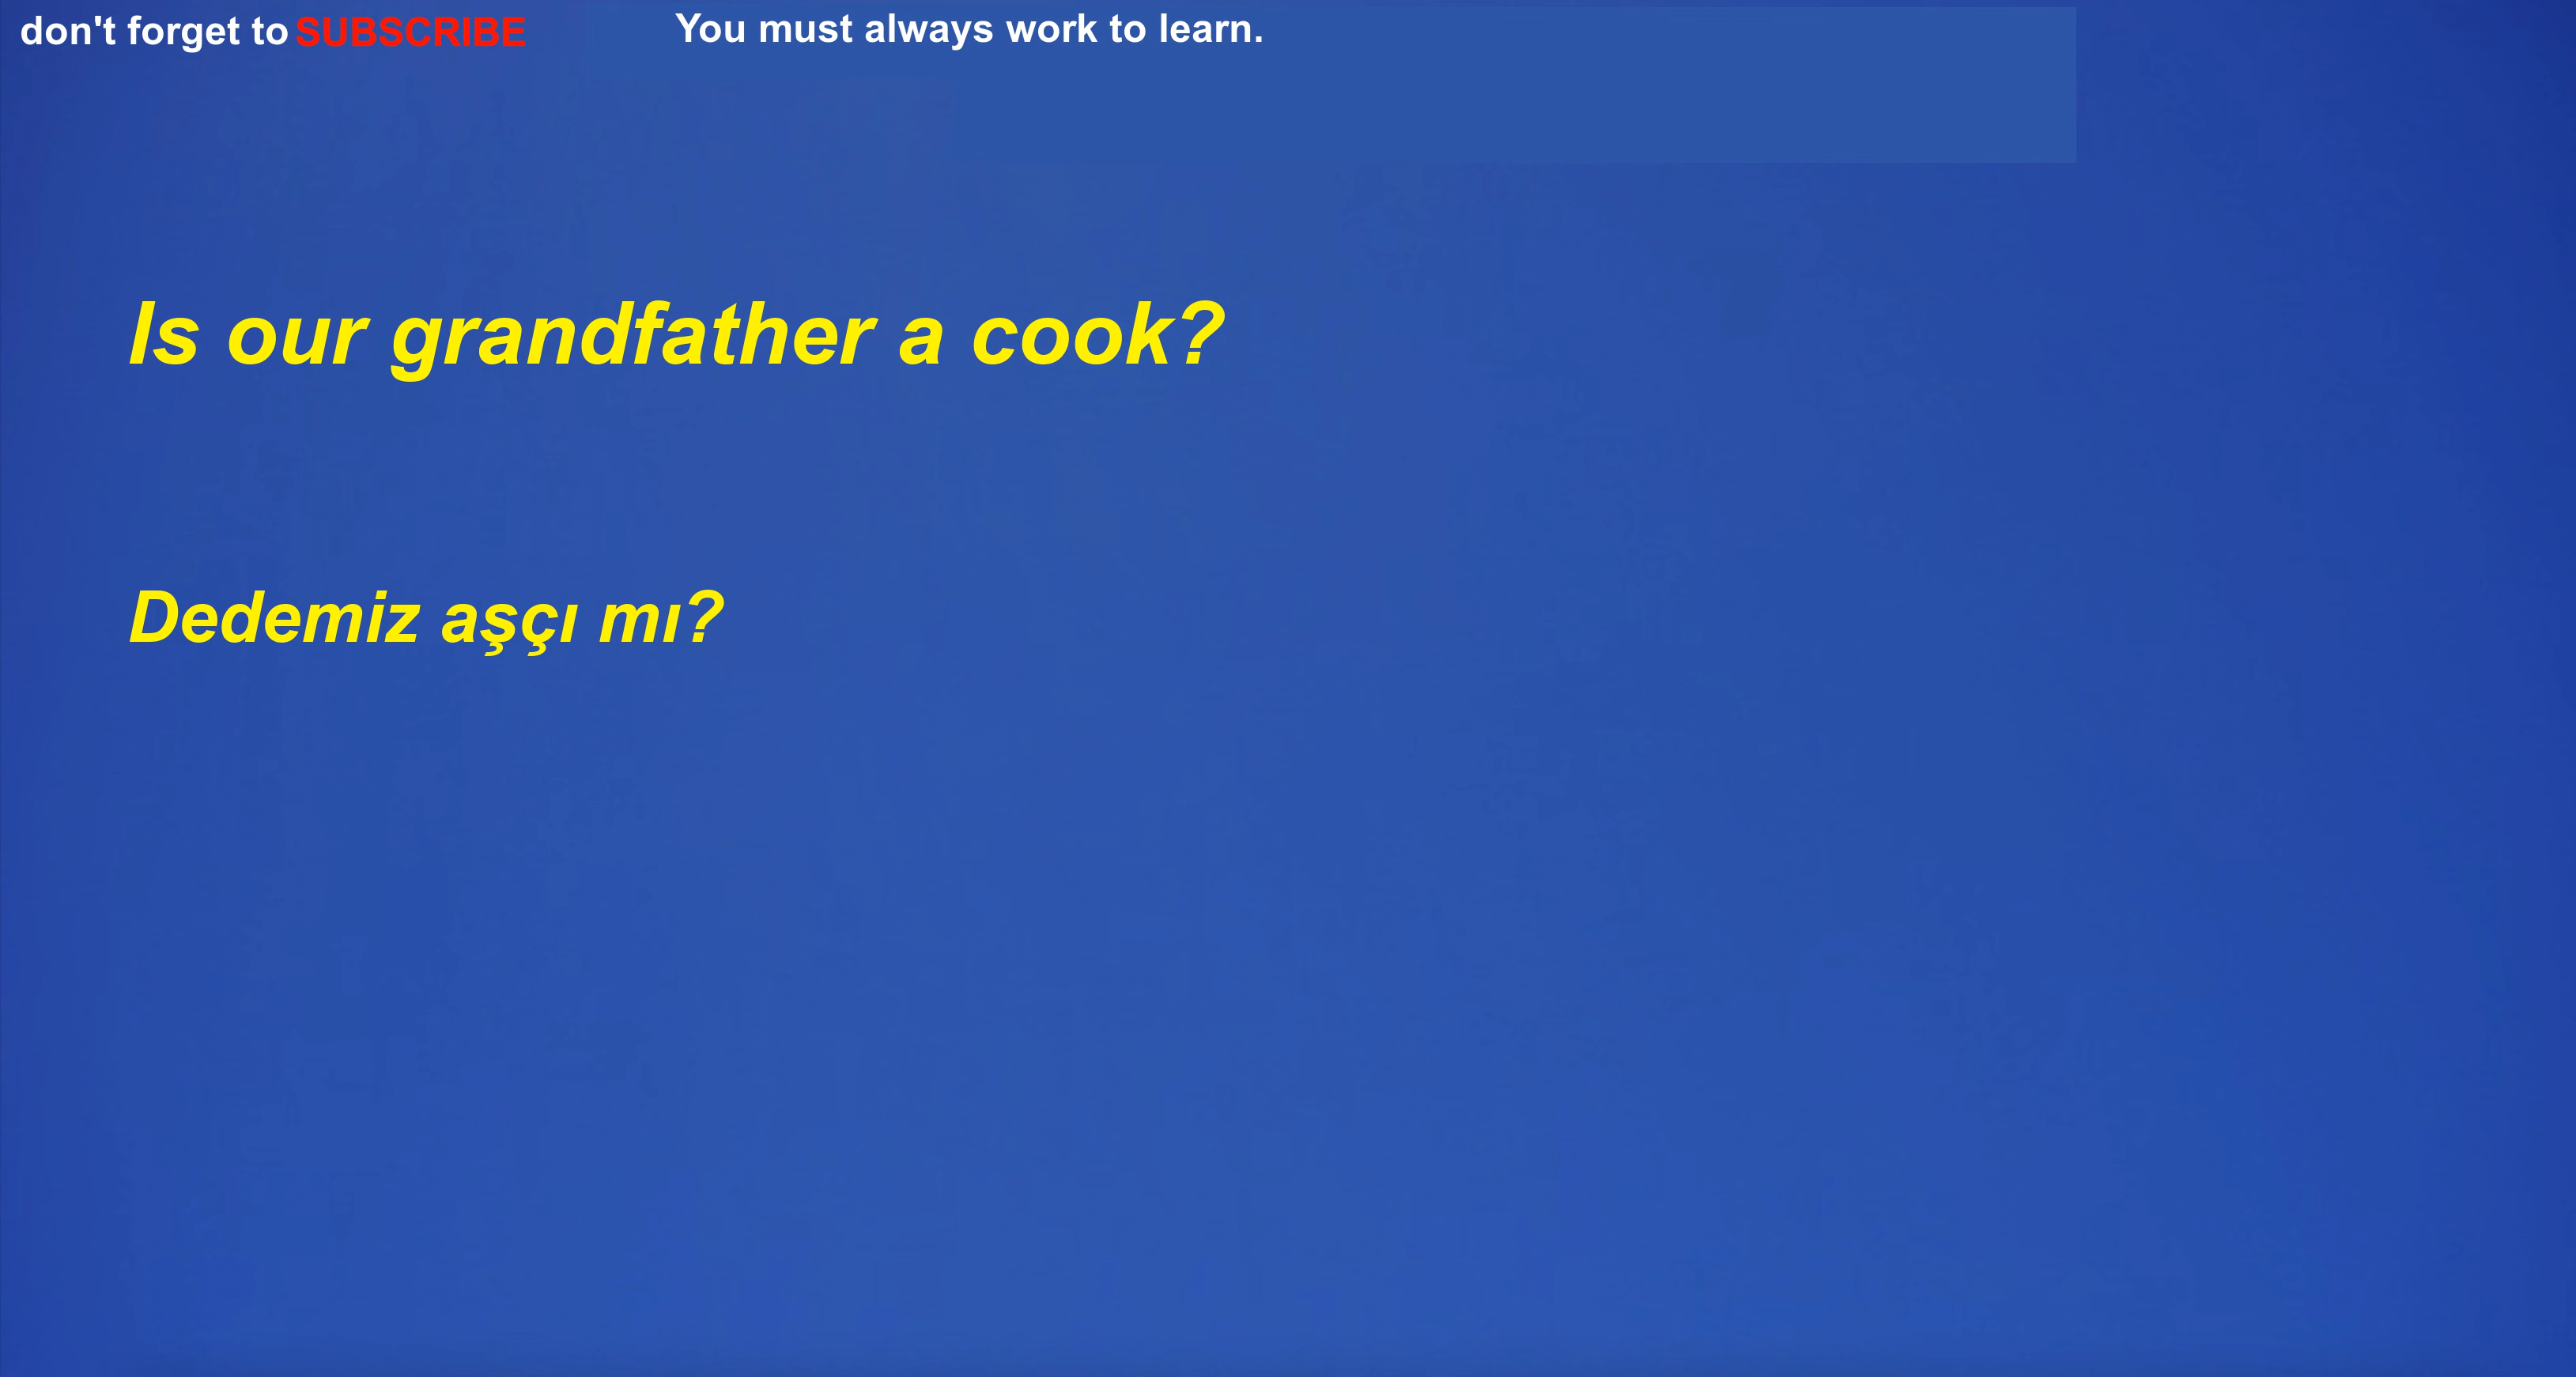 don't forget to SUBSCRIBE
You must always work to learn.
Is our grandfather a cook?
Dedemiz aşçı mı?